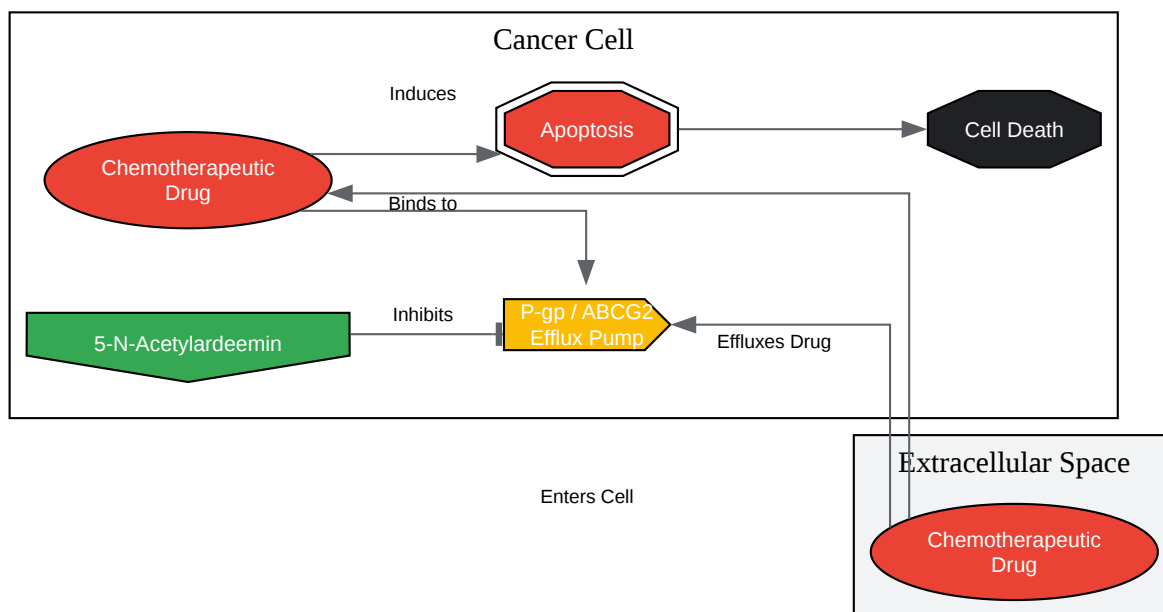 Cancer Cell
Induces
Apoptosis
Cell Death
Chemotherapeutic
Drug
Binds to
P-gp / ABCG2
Efflux Pump
Inhibits
5-N-Acetylardeemin
Effluxes Drug
Extracellular Space
Enters Cell
Chemotherapeutic
Drug